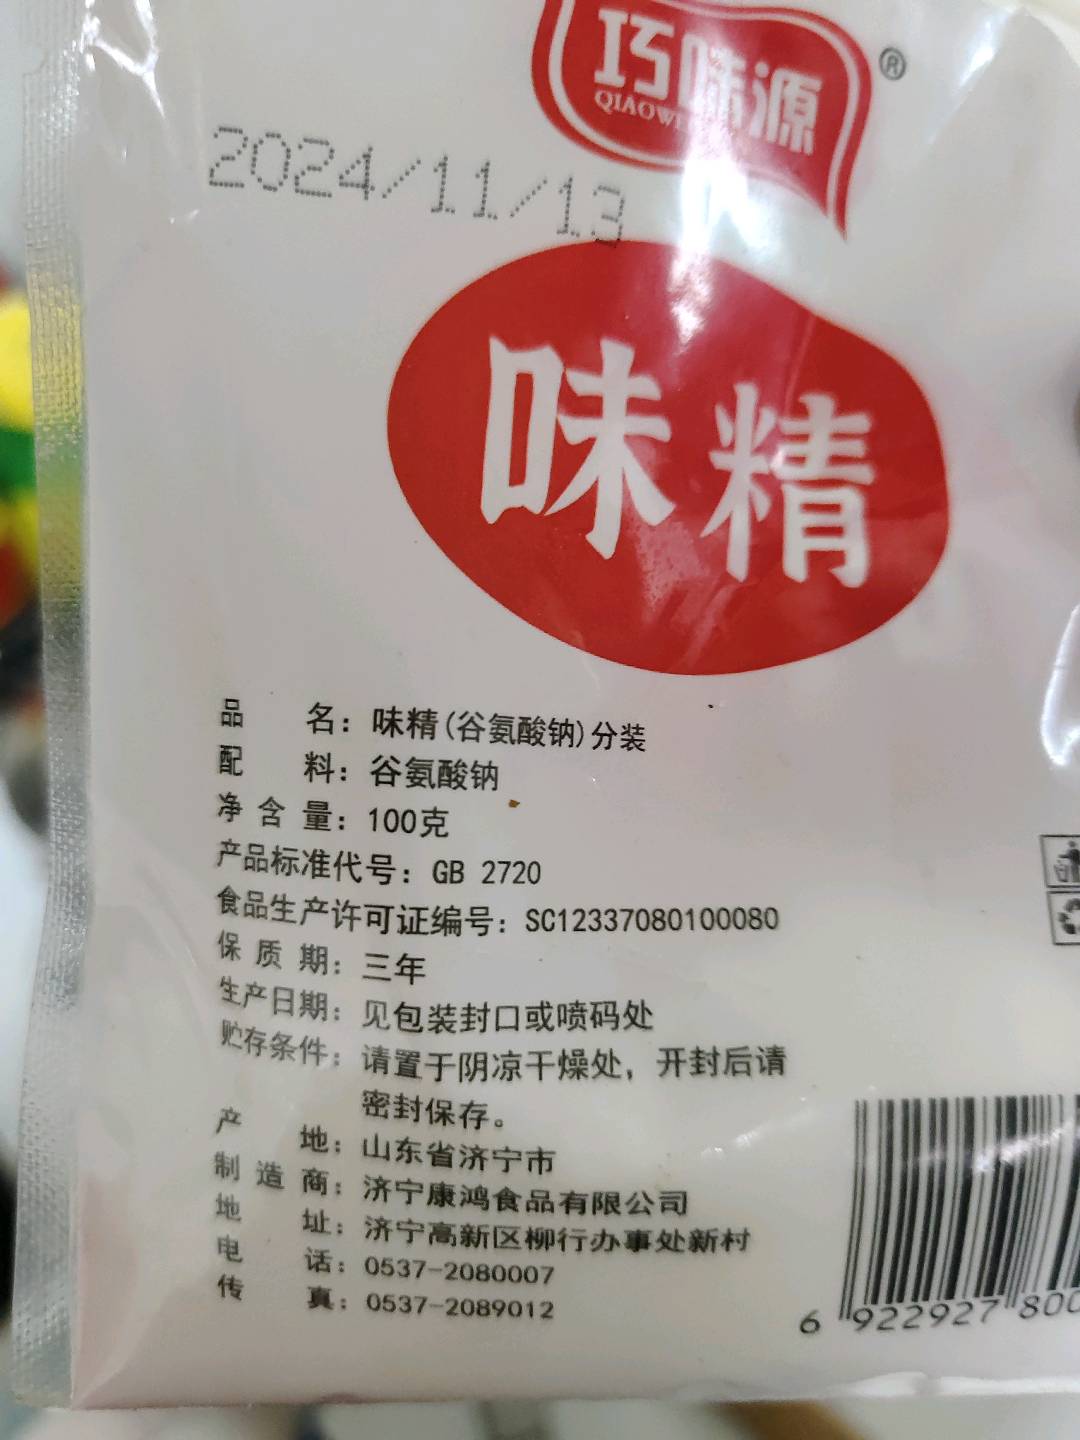 巧味源
®
QIAOWE
2024/11/13
味精
品 名：味精(谷氨酸钠)分装
配 料：谷氨酸钠
净 含 量：100克
产品标准代号：GB 2720
食品生产许可证编号：SC12337080100080
保 质 期：三年
生产日期：见包装封口或喷码处
贮存条件：请置于阴凉干燥处，开封后请
密封保存。
产 地：山东省济宁市
制 造 商：济宁康鸿食品有限公司
地 址：济宁高新区柳行办事处新村
电 话：0537-2080007
传 真：0537-2089012
6 922927 800